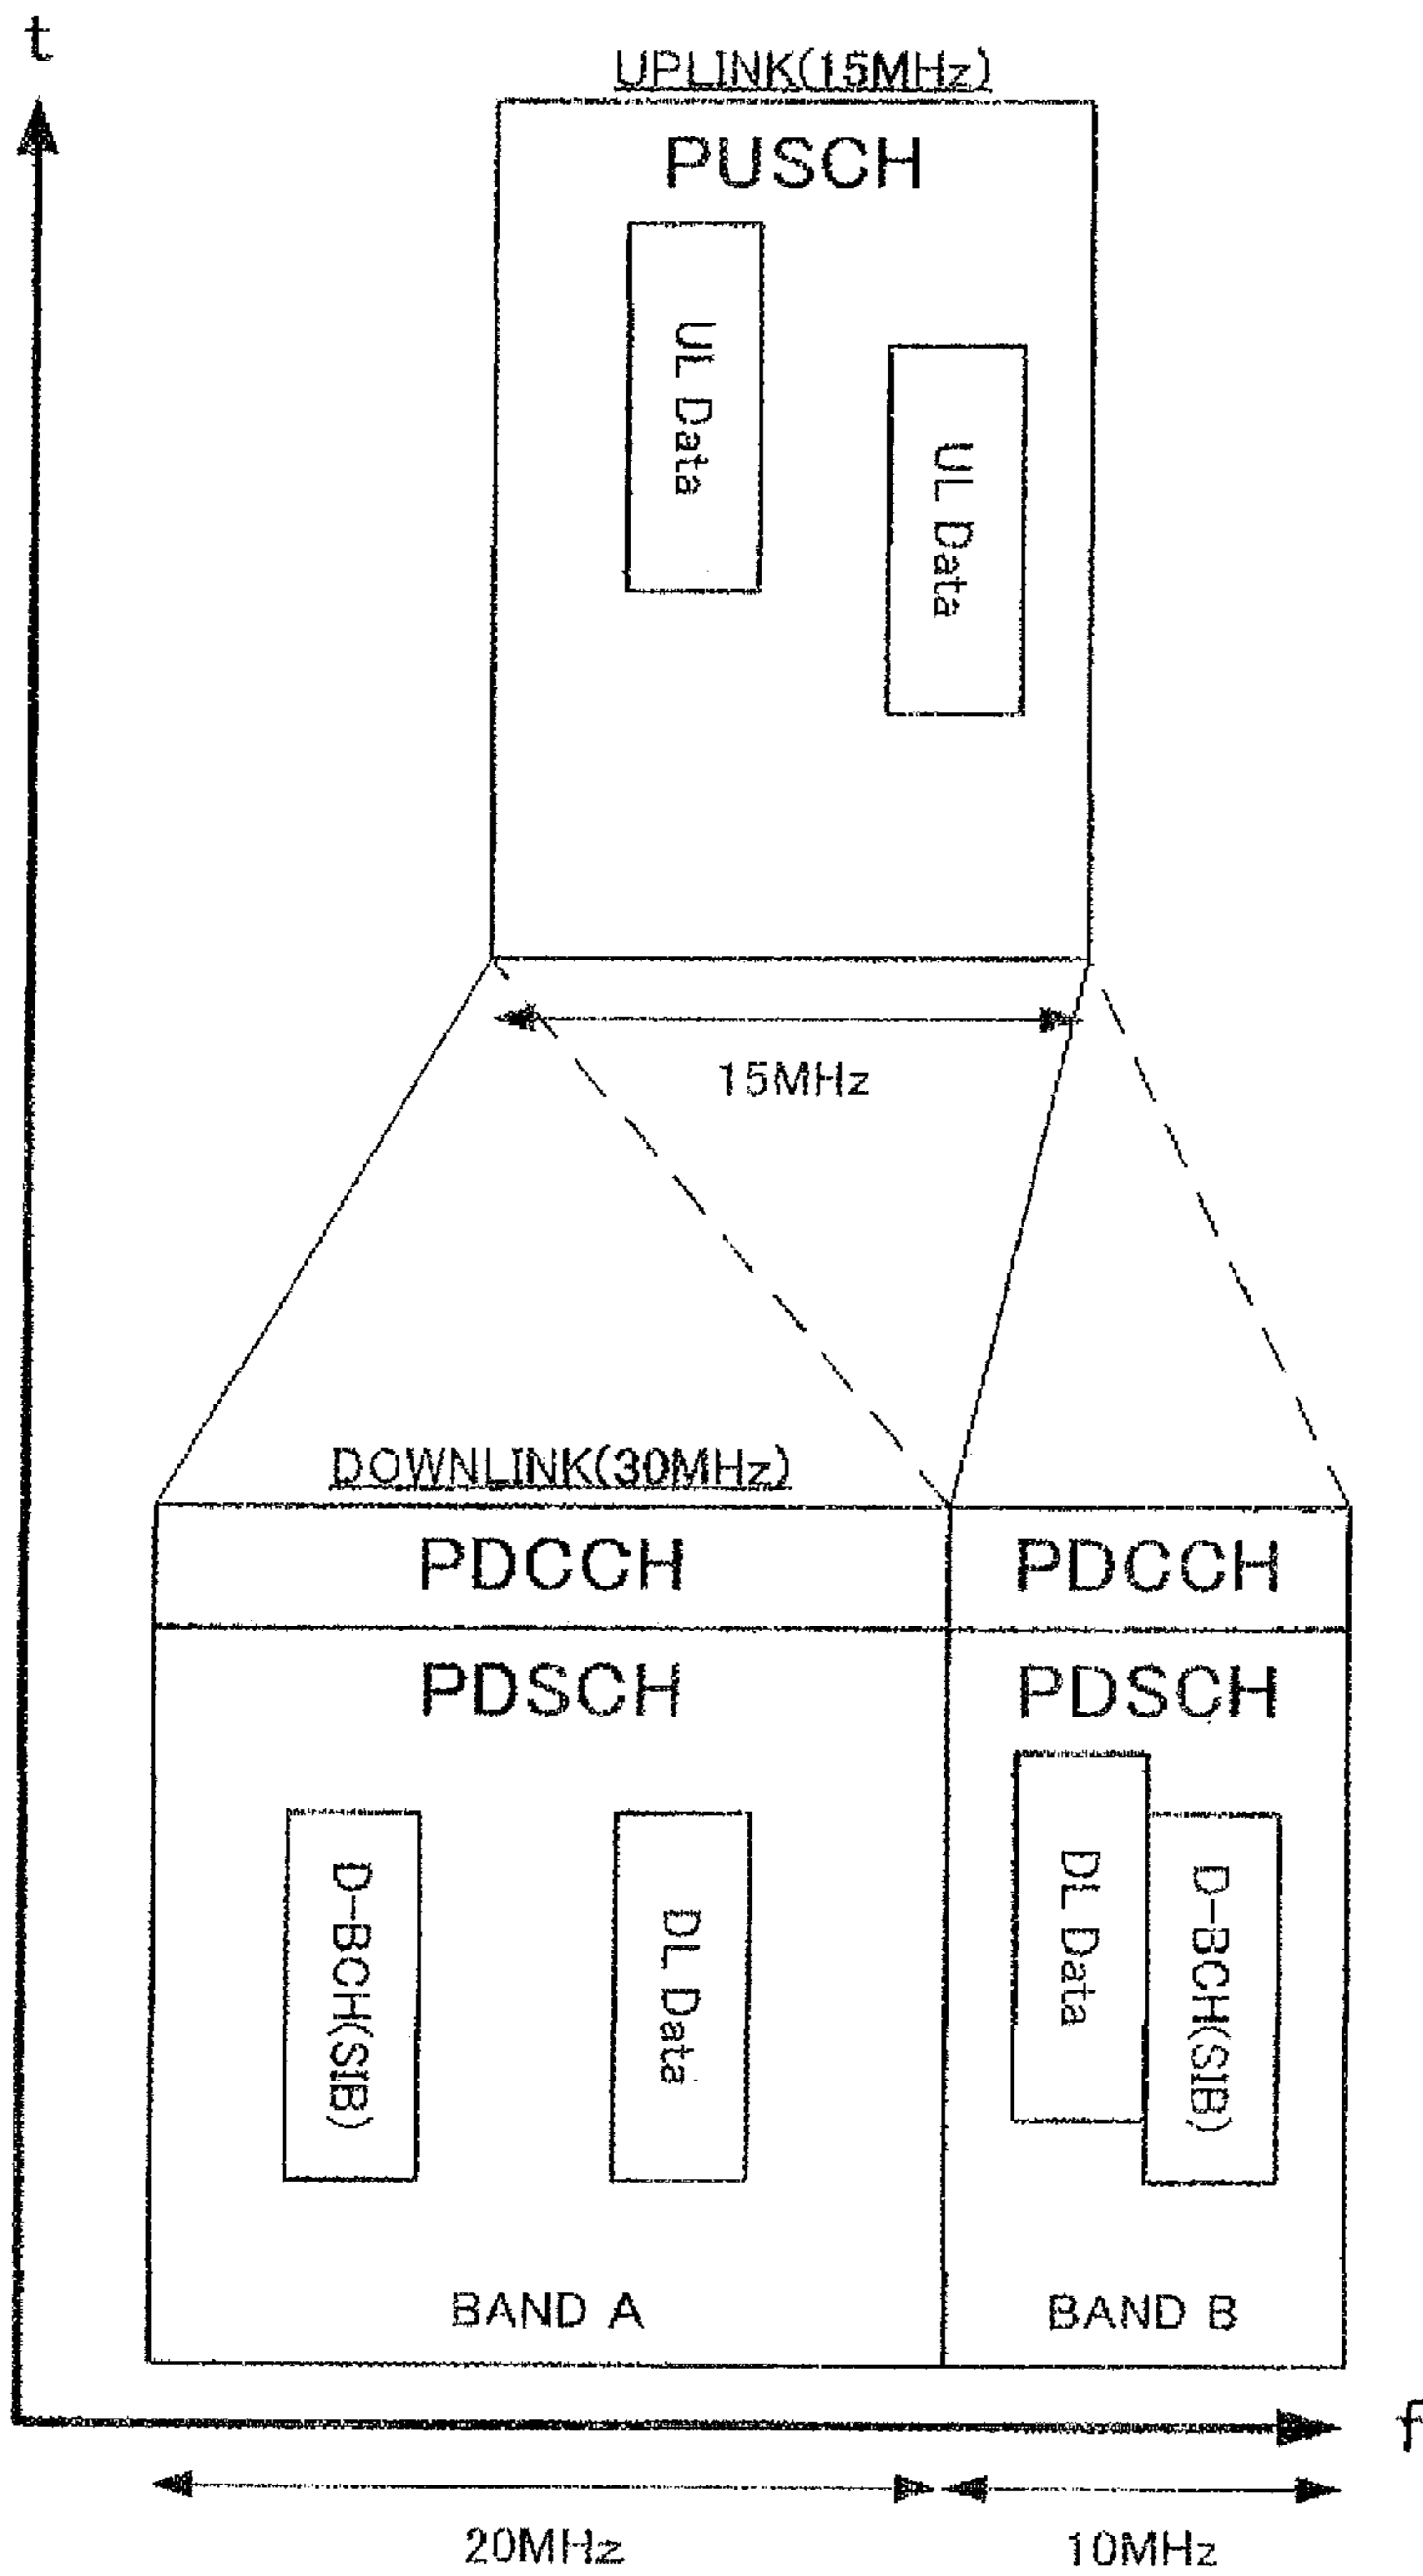 t
UPLINK(15MHz)
PUSCH
UL Data
UL Data
15MHz
DOWNLINK(30MHz)
PDCCH
PDCCH
PDSCH
PDSCH
D-BCH(SIB)
DL Data
DL Data
D-BCH(SIB)
BAND A
BAND B
f
20MHz
10MHz